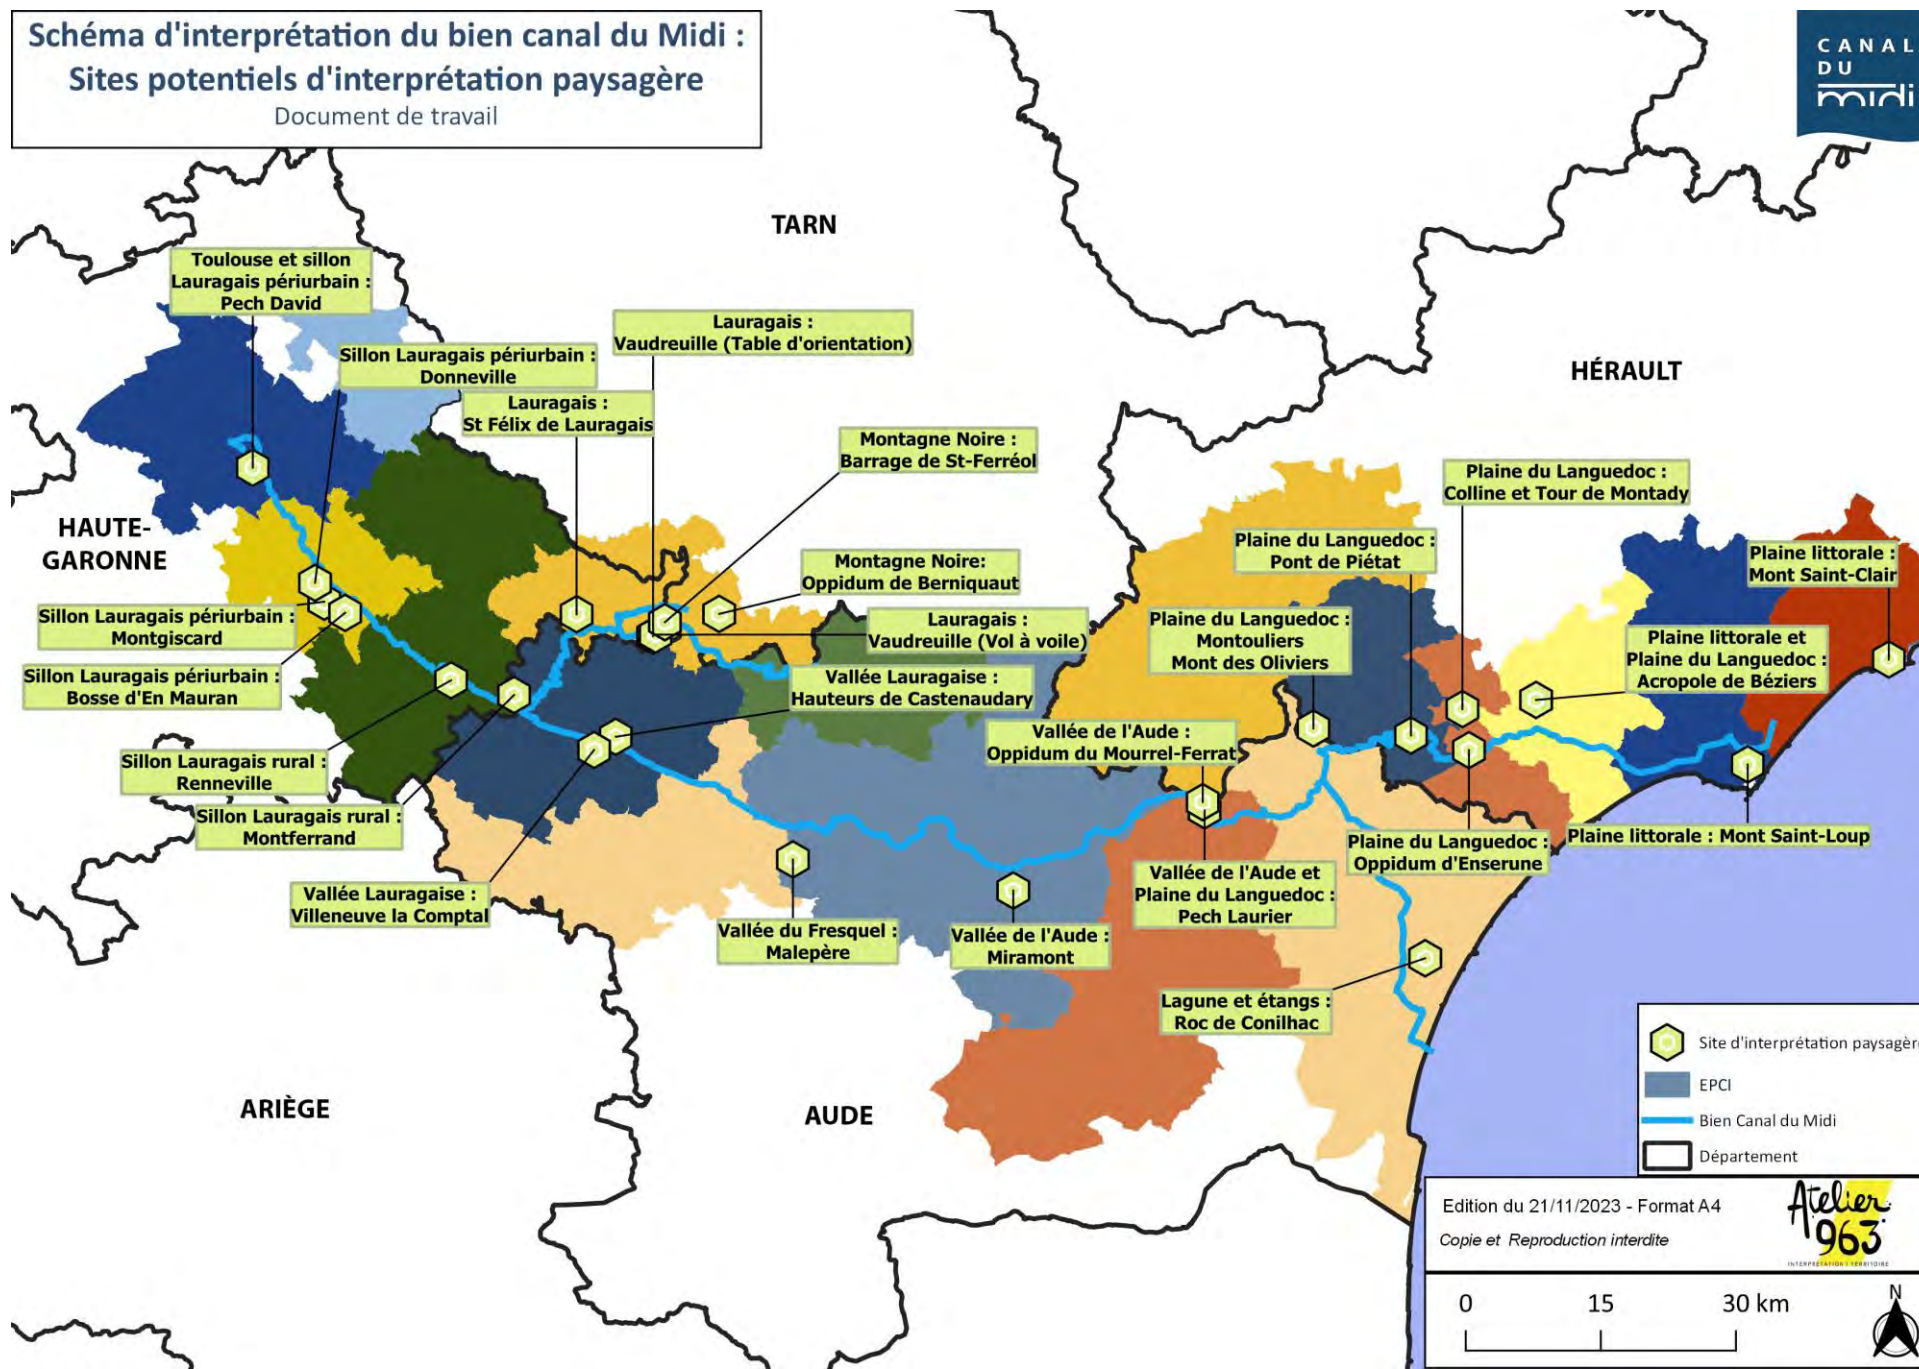 Schéma d'interprétation du bien canal du Midi :
Sites potentiels d'interprétation paysagère
Document de travail
CANAL
DU
midi
TARN
Toulouse et sillon
Lauragais périurbain :
Pech David
Lauragais :
Vaudreuille (Table d'orientation)
Sillon Lauragais périurbain :
Donneville
HÉRAULT
Lauragais :
St Félix de Lauragais
Montagne Noire :
Barrage de St-Ferréol
Plaine du Languedoc :
Colline et Tour de Montady
HAUTE-
GARONNE
Plaine du Languedoc :
Pont de Piétat
Plaine littorale :
Mont Saint-Clair
Montagne Noire:
Oppidum de Berniquaut
Sillon Lauragais périurbain :
Montgiscard
Lauragais :
Vaudreuille (Vol à voile)
Plaine du Languedoc :
Montouliers
Mont des Oliviers
Plaine littorale et
Plaine du Languedoc :
Acropole de Béziers
Sillon Lauragais périurbain :
Bosse d'En Mauran
Vallée Lauragaise :
Hauteurs de Castenaudary
Vallée de l'Aude :
Oppidum du Mourrel-Ferrat
Sillon Lauragais rural :
Renneville
Sillon Lauragais rural :
Montferrand
Plaine du Languedoc :
Oppidum d'Enserune
Plaine littorale : Mont Saint-Loup
Vallée Lauragaise :
Villeneuve la Comptal
Vallée de l'Aude et
Plaine du Languedoc :
Pech Laurier
Vallée du Fresquel :
Malepère
Vallée de l'Aude :
Miramont
Lagune et étangs :
Roc de Conilhac
ARIÈGE
AUDE
Site d'interprétation paysagère
EPCI
Bien Canal du Midi
Département
Edition du 21/11/2023 - Format A4
Copie et Reproduction interdite
Atelier
963
INTERPRÉTATION & TERRITOIRE
0 15 30 km
N